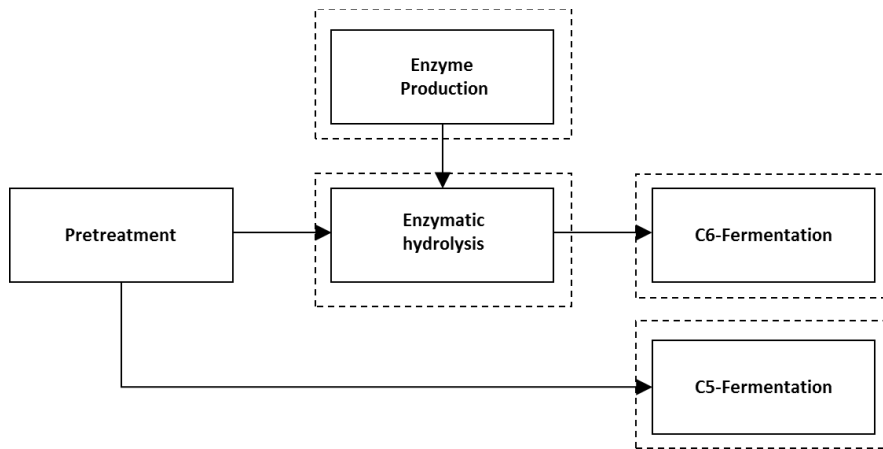 Enzyme
Production
Pretreatment
Enzymatic
hydrolysis
C6-Fermentation
C5-Fermentation